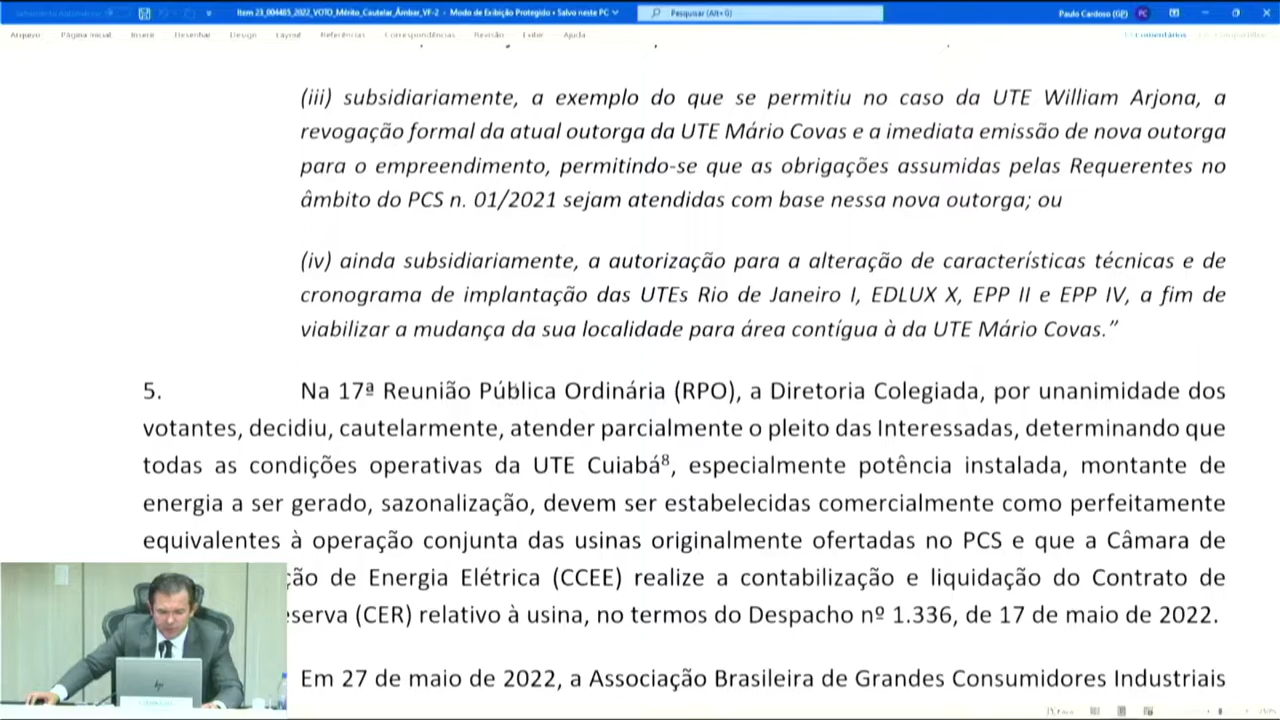 Item 23_004485_2022_VOTO_Mérito_Cautelar_Âmbar_VF-2 • Modo de Exibição Protegido • Salvo neste PC
Pesquisar (Alt+G)
Paulo Cardoso (GP) PC
Arquivo Página Inicial Inserir Desenhar Design Layout Referências Correspondências Revisão Exibir Ajuda Comentários
(iii) subsidiariamente, a exemplo do que se permitiu no caso da UTE William Arjona, a
revogação formal da atual outorga da UTE Mário Covas e a imediata emissão de nova outorga
para o empreendimento, permitindo-se que as obrigações assumidas pelas Requerentes no
âmbito do PCS n. 01/2021 sejam atendidas com base nessa nova outorga; ou
(iv) ainda subsidiariamente, a autorização para a alteração de características técnicas e de
cronograma de implantação das UTEs Rio de Janeiro I, EDLUX X, EPP II e EPP IV, a fim de
viabilizar a mudança da sua localidade para área contígua à da UTE Mário Covas.”
5. Na 17ª Reunião Pública Ordinária (RPO), a Diretoria Colegiada, por unanimidade dos
votantes, decidiu, cautelarmente, atender parcialmente o pleito das Interessadas, determinando que
todas as condições operativas da UTE Cuiabá⁸, especialmente potência instalada, montante de
energia a ser gerado, sazonalização, devem ser estabelecidas comercialmente como perfeitamente
equivalentes à operação conjunta das usinas originalmente ofertadas no PCS e que a Câmara de
ção de Energia Elétrica (CCEE) realize a contabilização e liquidação do Contrato de
serva (CER) relativo à usina, no termos do Despacho nº 1.336, de 17 de maio de 2022.
Em 27 de maio de 2022, a Associação Brasileira de Grandes Consumidores Industriais